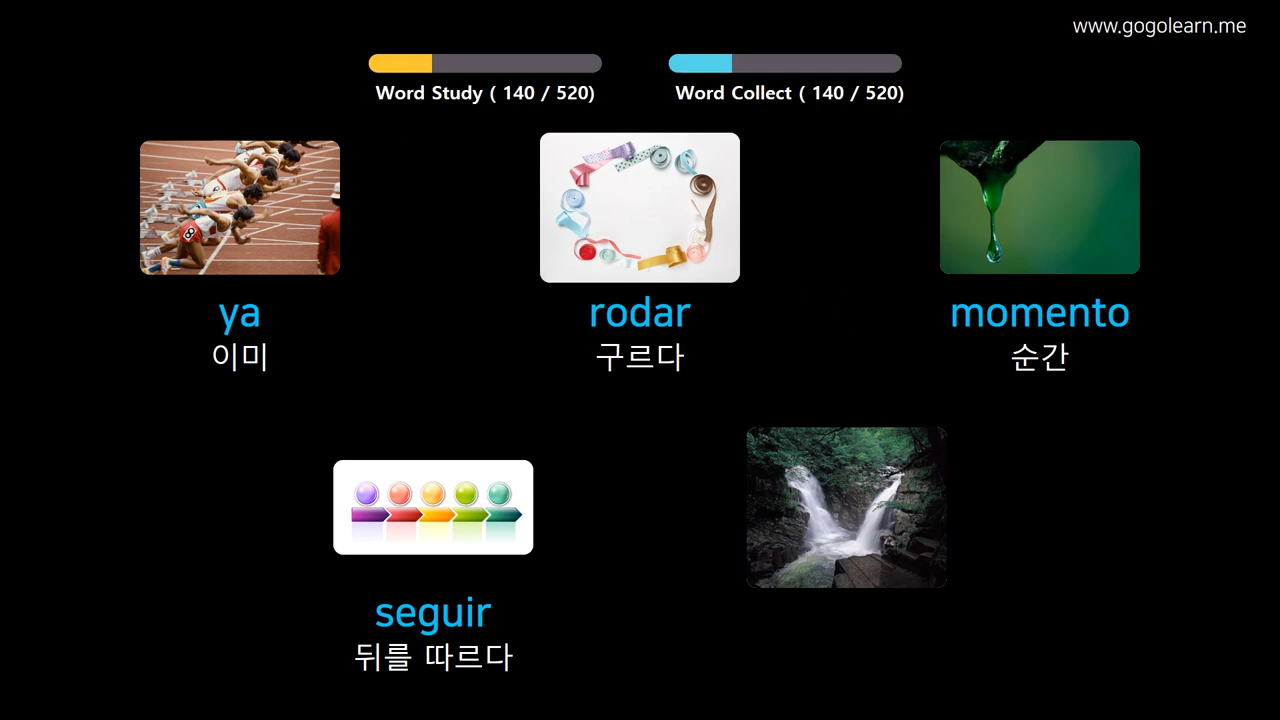 www.gogolearn.me
Word Study ( 140 / 520)
Word Collect ( 140 / 520)
ya
이미
rodar
구르다
momento
순간
seguir
뒤를 따르다